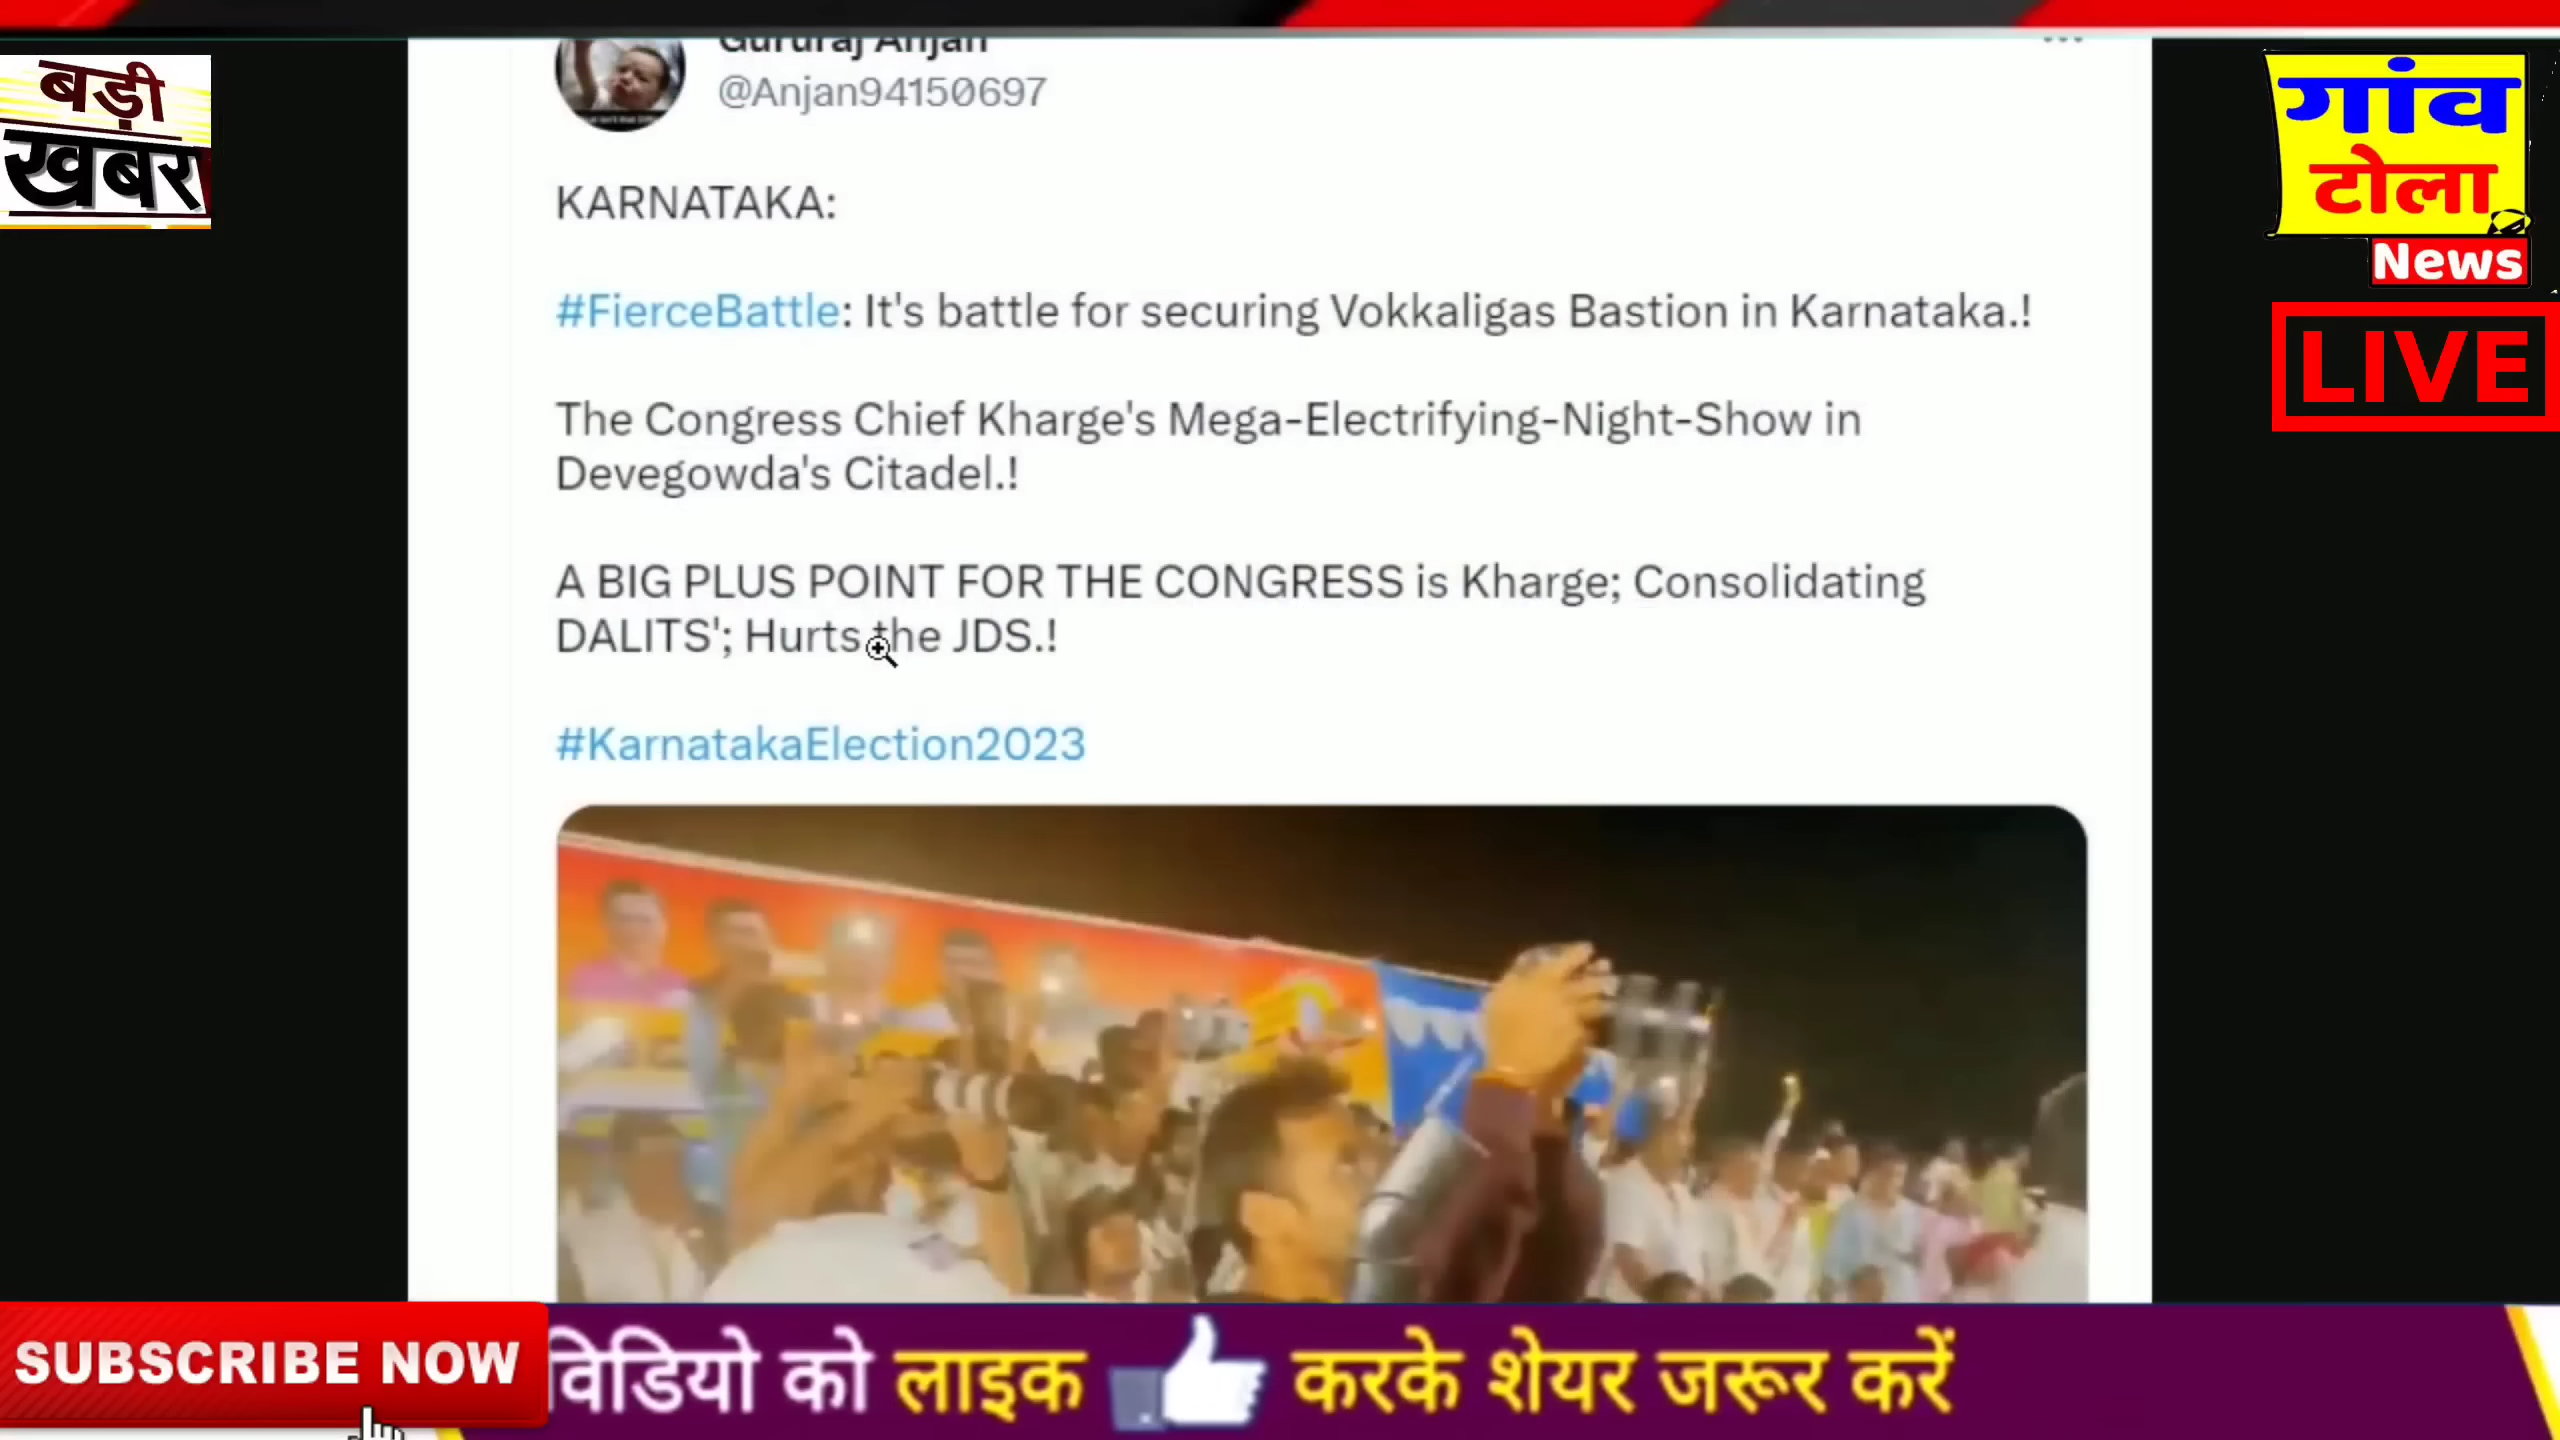 बड़ी
खबर
Gururaj Anjan
@Anjan94150697
गांव
टोला
News
LIVE
KARNATAKA:
#FierceBattle: It's battle for securing Vokkaligas Bastion in Karnataka.!
The Congress Chief Kharge's Mega-Electrifying-Night-Show in
Devegowda's Citadel.!
A BIG PLUS POINT FOR THE CONGRESS is Kharge; Consolidating
DALITS'; Hurts the JDS.!
#KarnatakaElection2023
SUBSCRIBE NOW
विडियो को लाइक करके शेयर जरूर करें